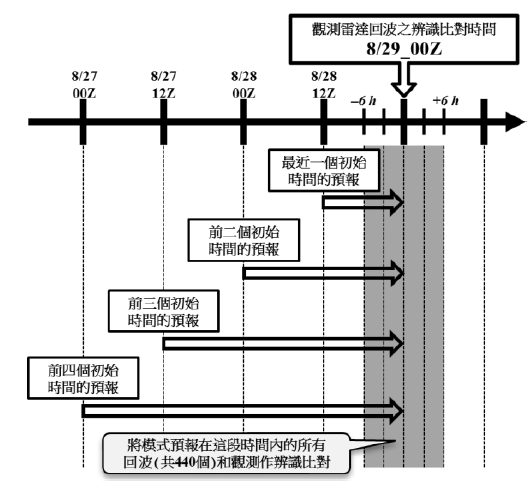 觀測雷達回波之辨識比對時間
8/29_00Z
8/27
00Z
8/27
12Z
8/28
00Z
8/28
12Z
–6 h
+6 h
最近一個初始
時間的預報
前二個初始
時間的預報
前三個初始
時間的預報
前四個初始
時間的預報
將模式預報在這段時間內的所有
回波(共440個)和觀測作辨識比對